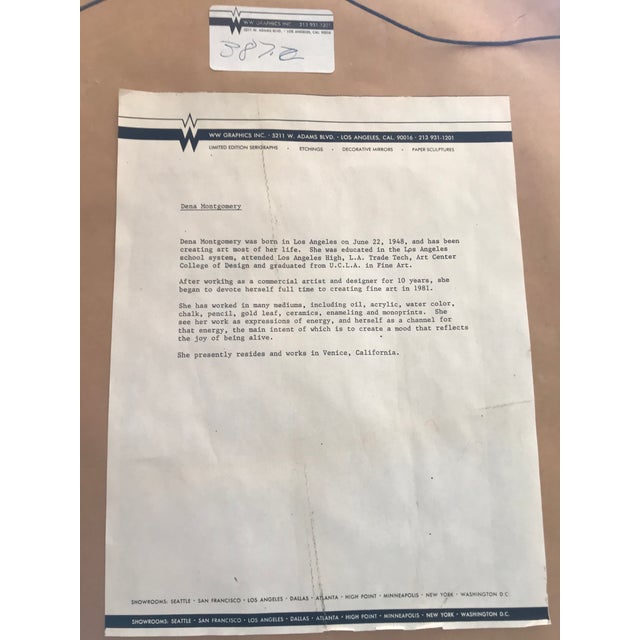 WW GRAPHICS INC. · 213 931-1201
5211 W. ADAMS BLVD. · LOS ANGELES, CAL. 90016
3872
WW GRAPHICS INC. · 5211 W. ADAMS BLVD. · LOS ANGELES, CAL. 90016 · 213 931-1201
LIMITED EDITION SERIGRAPHS · ETCHINGS · DECORATIVE MIRRORS · PAPER SCULPTURES
Dena Montgomery
Dena Montgomery was born in Los Angeles on June 22, 1948, and has been
creating art most of her life. She was educated in the Los Angeles
school system, attended Los Angeles High, L.A. Trade Tech, Art Center
College of Design and graduated from U.C.L.A. in Fine Art.
After working as a commercial artist and designer for 10 years, she
began to devote herself full time to creating fine art in 1981.
She has worked in many mediums, including oil, acrylic, water color,
chalk, pencil, gold leaf, ceramics, enameling and monoprints. She
see her work as expressions of energy, and herself as a channel for
that energy, the main intent of which is to create a mood that reflects
the joy of being alive.
She presently resides and works in Venice, California.
SHOWROOMS: SEATTLE · SAN FRANCISCO · LOS ANGELES · DALLAS · ATLANTA · HIGH POINT · MINNEAPOLIS · NEW YORK · WASHINGTON D.C.
SHOWROOMS: SEATTLE · SAN FRANCISCO · LOS ANGELES · DALLAS · ATLANTA · HIGH POINT · MINNEAPOLIS · NEW YORK · WASHINGTON D.C.